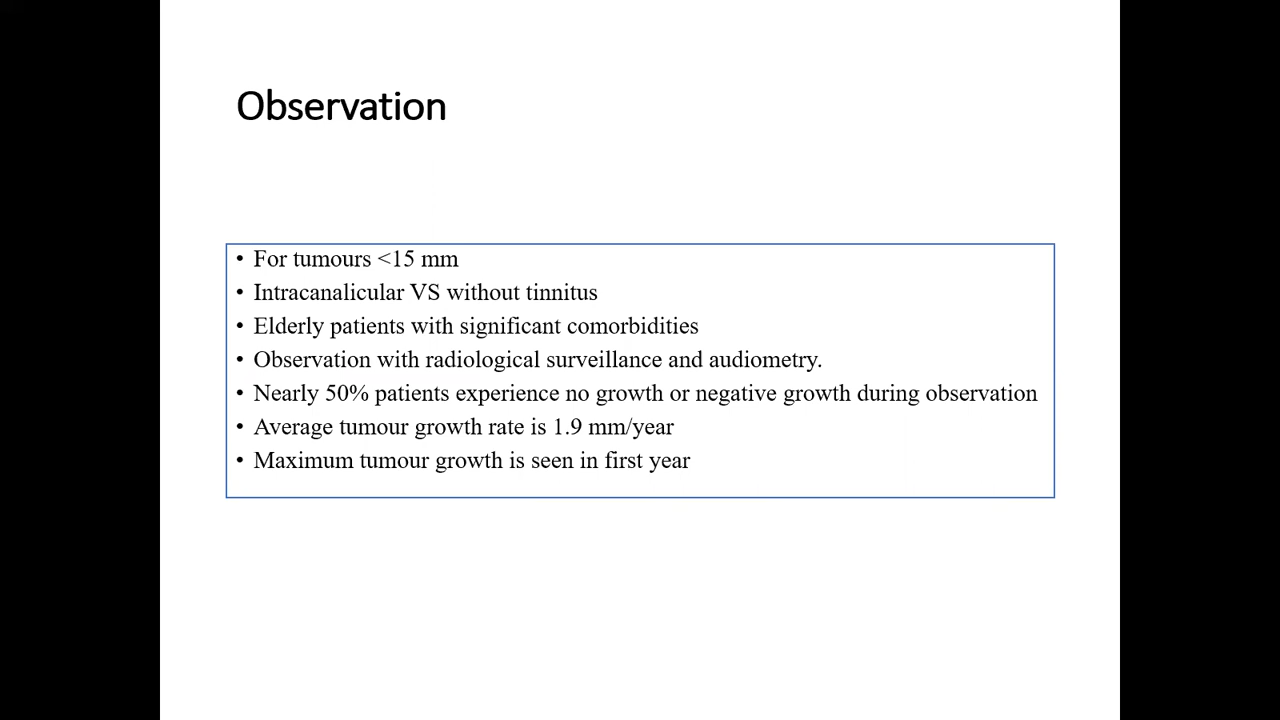 Observation
• For tumours <15 mm
• Intracanalicular VS without tinnitus
• Elderly patients with significant comorbidities
• Observation with radiological surveillance and audiometry.
• Nearly 50% patients experience no growth or negative growth during observation
• Average tumour growth rate is 1.9 mm/year
• Maximum tumour growth is seen in first year